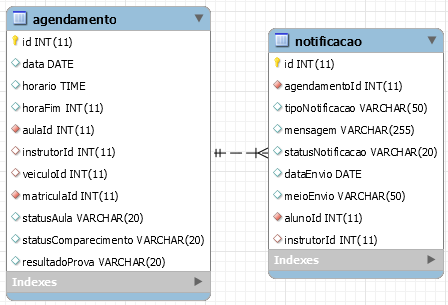 agendamento
id INT(11)
data DATE
horario TIME
horaFim INT(11)
aulaId INT(11)
instrutorId INT(11)
veiculoId INT(11)
matriculaId INT(11)
statusAula VARCHAR(20)
statusComparecimento VARCHAR(20)
resultadoProva VARCHAR(20)
Indexes
notificacao
id INT(11)
agendamentoId INT(11)
tipoNotificacao VARCHAR(50)
mensagem VARCHAR(255)
statusNotificacao VARCHAR(20)
dataEnvio DATE
meioEnvio VARCHAR(50)
alunoId INT(11)
instrutorId INT(11)
Indexes